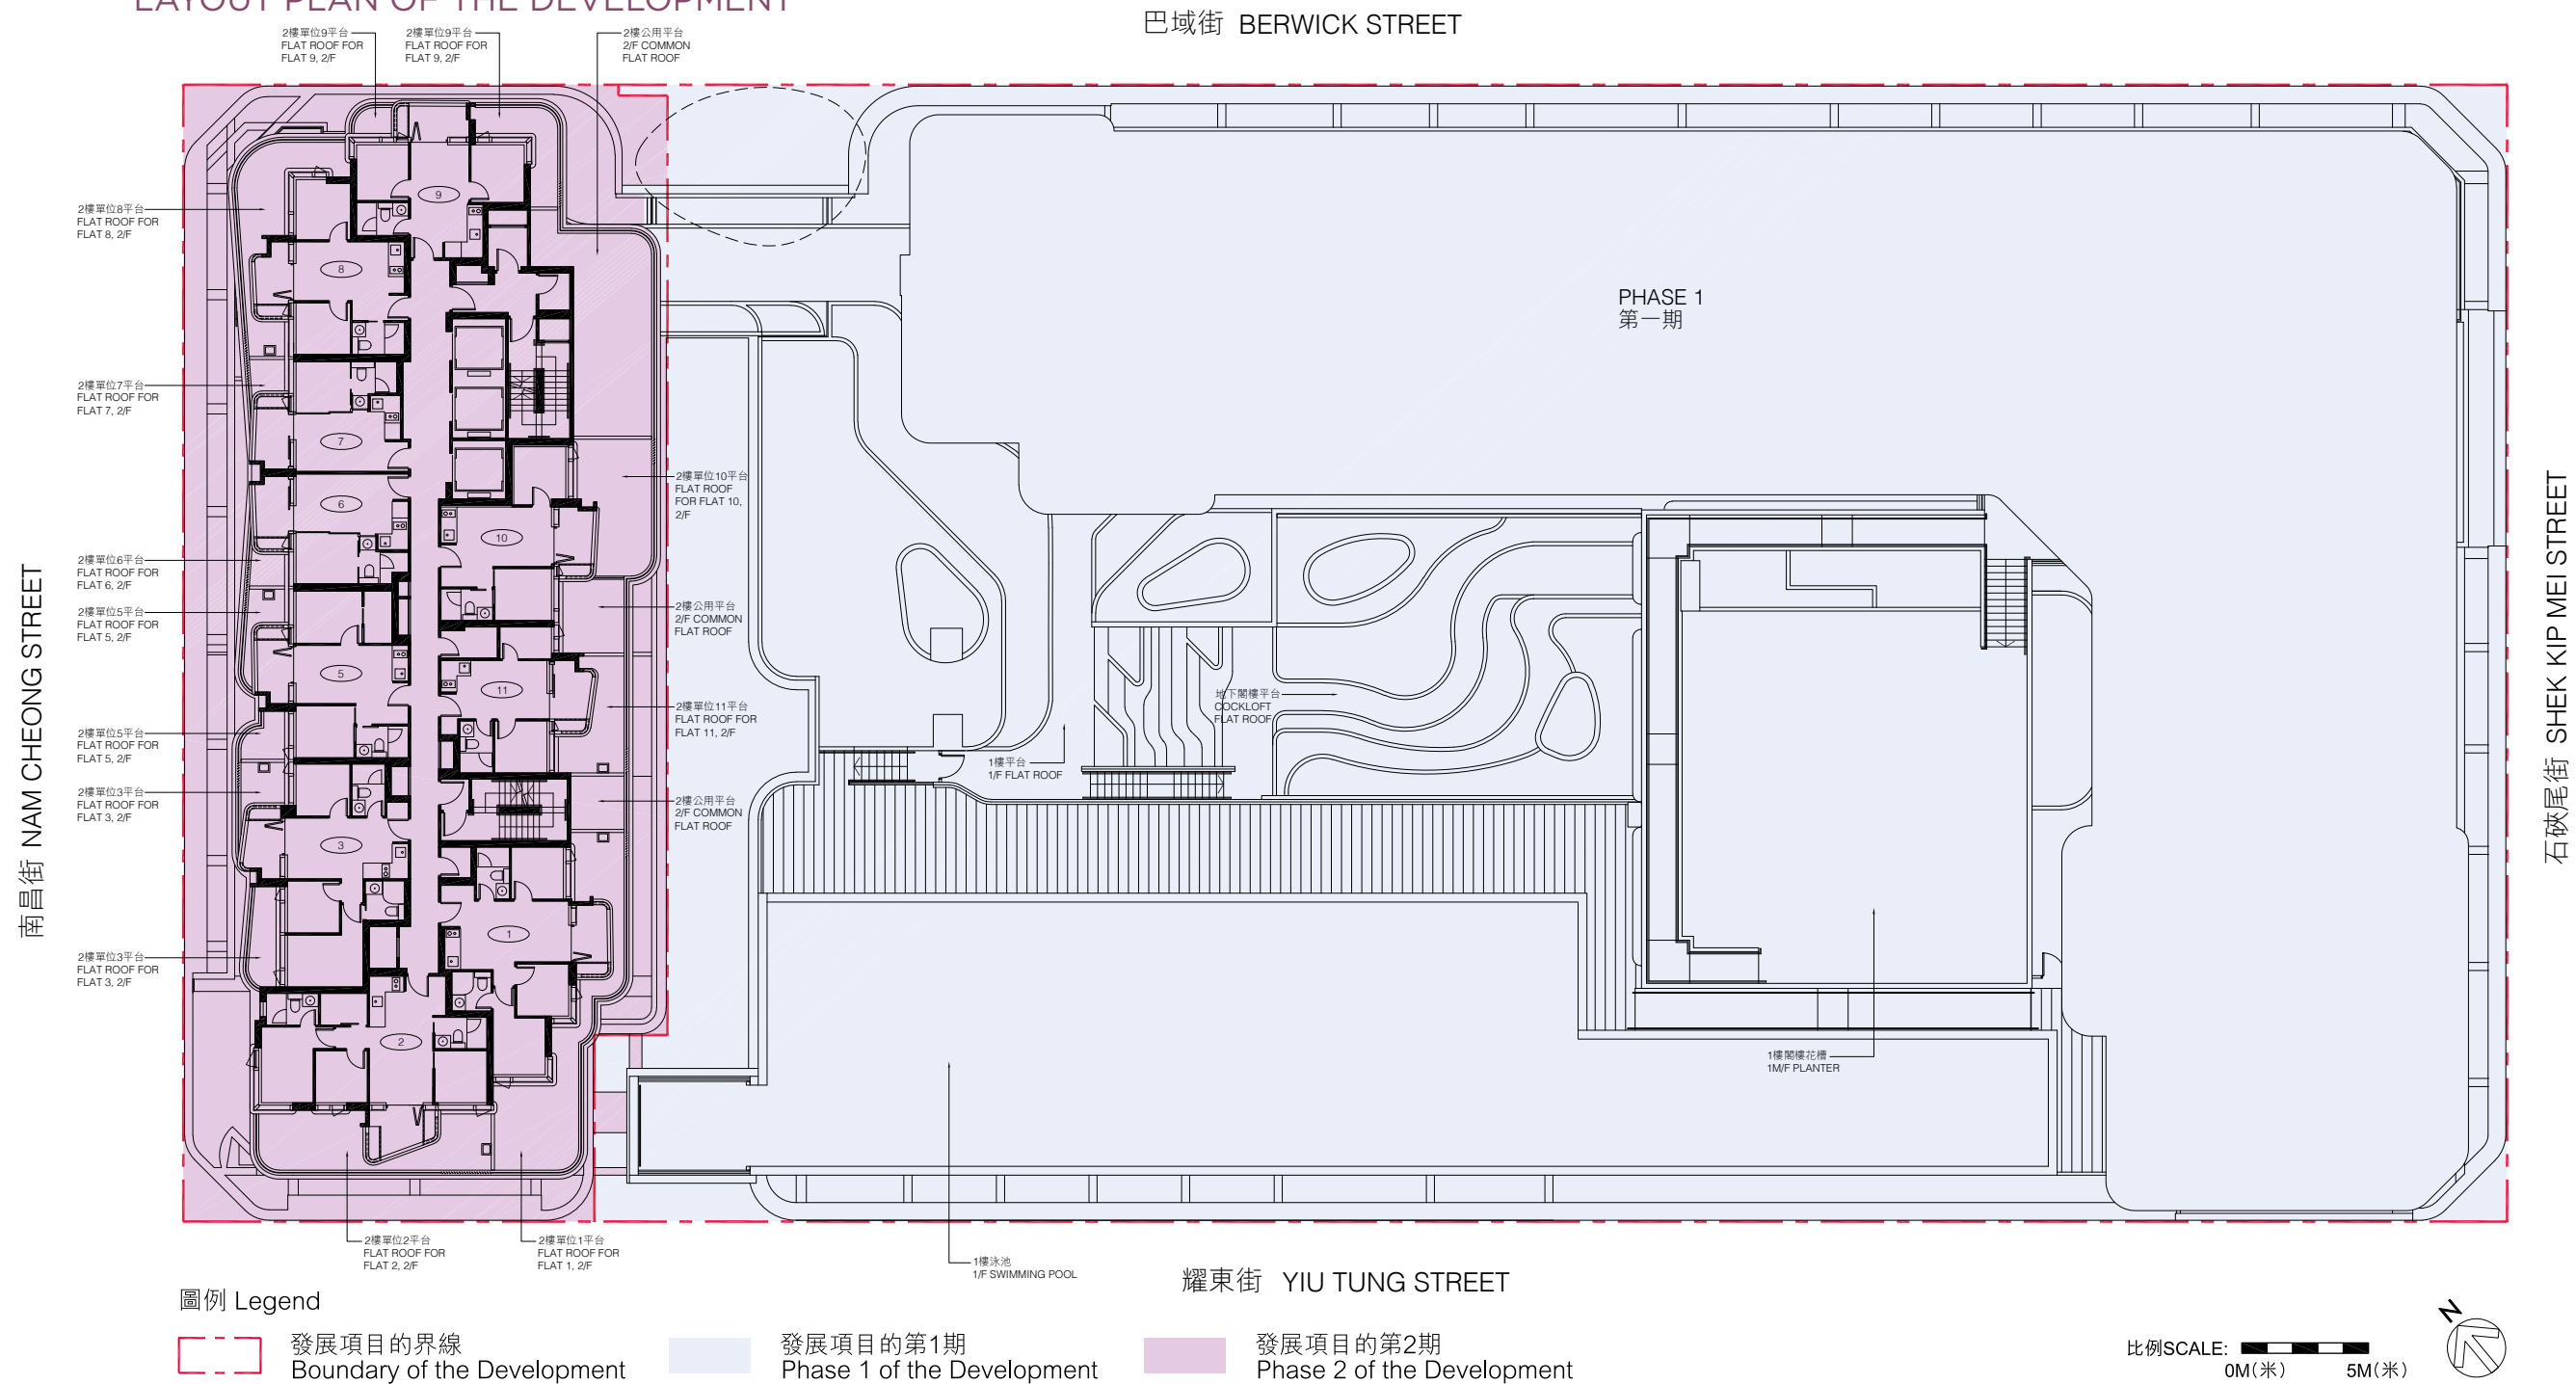 LAYOUT PLAN OF THE DEVELOPMENT
巴域街 BERWICK STREET
2樓單位9平台
FLAT ROOF FOR
FLAT 9, 2/F
2樓單位9平台
FLAT ROOF FOR
FLAT 9, 2/F
2樓公用平台
2/F COMMON
FLAT ROOF
2樓單位8平台
FLAT ROOF FOR
FLAT 8, 2/F
9
8
PHASE 1
第一期
2樓單位7平台
FLAT ROOF FOR
FLAT 7, 2/F
7
2樓單位10平台
FLAT ROOF
FOR FLAT 10,
2/F
6
10
2樓單位6平台
FLAT ROOF FOR
FLAT 6, 2/F
2樓單位5平台
FLAT ROOF FOR
FLAT 5, 2/F
2樓公用平台
2/F COMMON
FLAT ROOF
5
11
南昌街 NAM CHEONG STREET
石硤尾街 SHEK KIP MEI STREET
地下閣樓平台
COCKLOFT
FLAT ROOF
2樓單位11平台
FLAT ROOF FOR
FLAT 11, 2/F
2樓單位5平台
FLAT ROOF FOR
FLAT 5, 2/F
1樓平台
1/F FLAT ROOF
2樓單位3平台
FLAT ROOF FOR
FLAT 3, 2/F
2樓公用平台
2/F COMMON
FLAT ROOF
3
1
2樓單位3平台
FLAT ROOF FOR
FLAT 3, 2/F
2
1樓閣樓花槽
1M/F PLANTER
2樓單位2平台
FLAT ROOF FOR
FLAT 2, 2/F
2樓單位1平台
FLAT ROOF FOR
FLAT 1, 2/F
1樓泳池
1/F SWIMMING POOL
耀東街 YIU TUNG STREET
圖例 Legend
發展項目的界線
Boundary of the Development
發展項目的第1期
Phase 1 of the Development
發展項目的第2期
Phase 2 of the Development
比例SCALE:
0M(米) 5M(米)
N